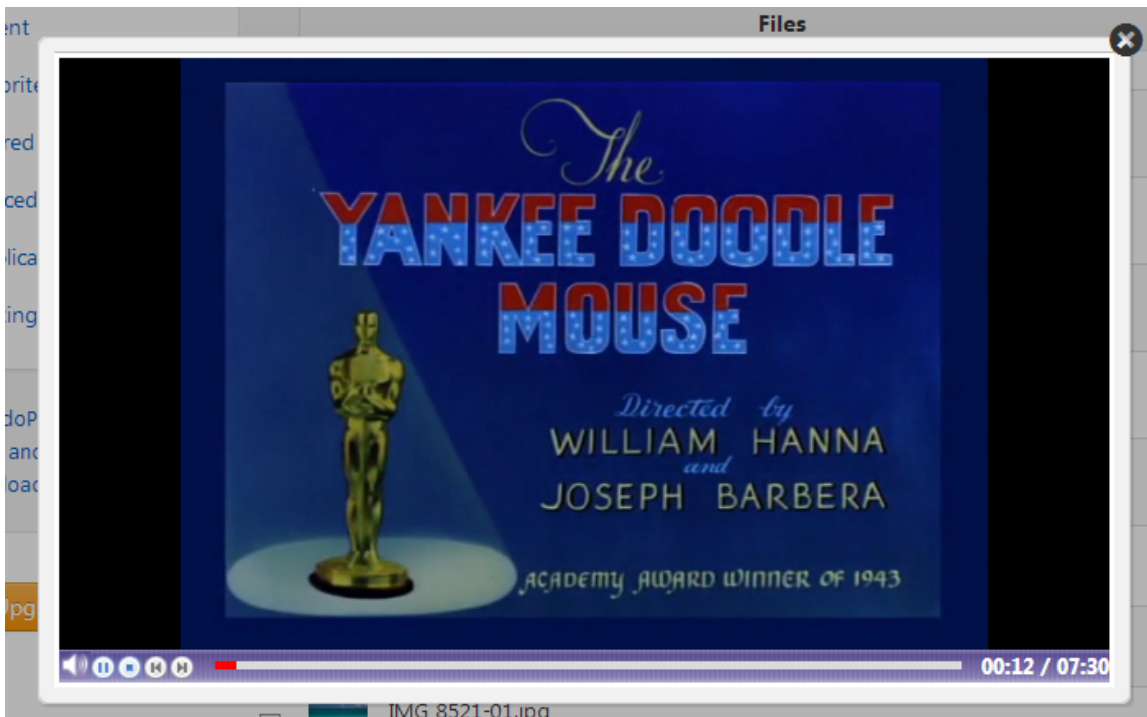 Files
The
YANKEE DOODLE
MOUSE
Directed by
WILLIAM HANNA
and
JOSEPH BARBERA
ACADEMY AWARD WINNER OF 1943
00:12 / 07:30
IMG 8521-01.jpg